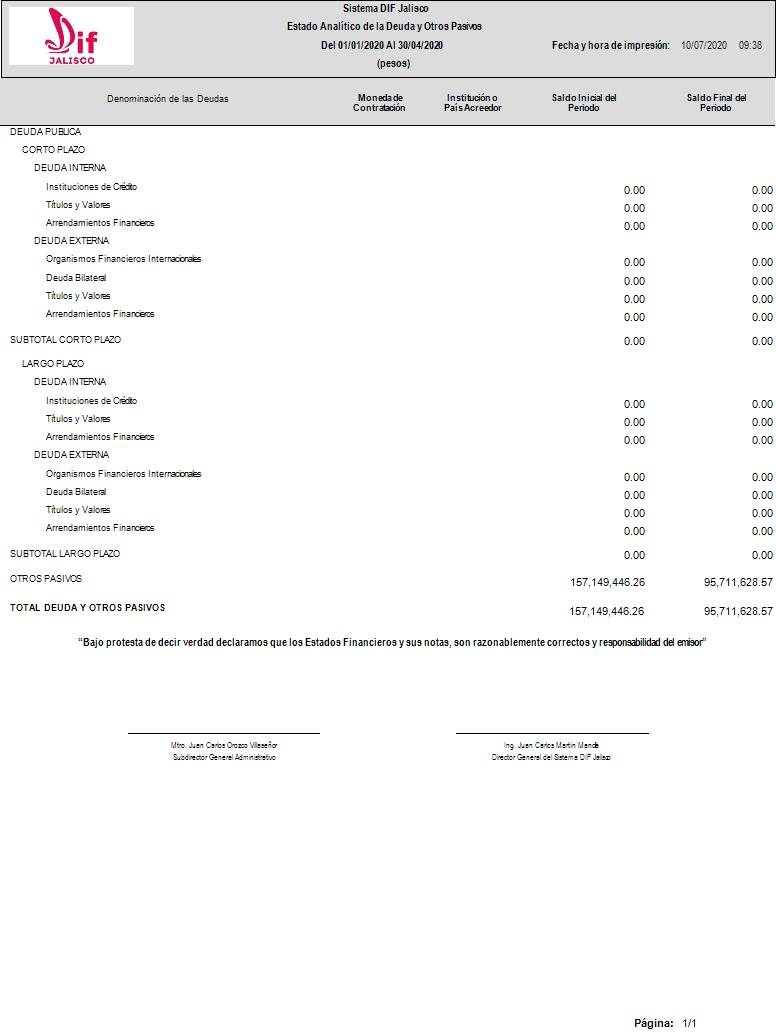 Dif
JALISCO
Sistema DIF Jalisco
Estado Analítico de la Deuda y Otros Pasivos
Del 01/01/2020 Al 30/04/2020
(pesos)
Fecha y hora de impresión: 10/07/2020 09:38
Denominación de las Deudas
Moneda de Contratación
Institución o País Acreedor
Saldo Inicial del Periodo
Saldo Final del Periodo
DEUDA PUBLICA
CORTO PLAZO
DEUDA INTERNA
Instituciones de Crédito 0.00 0.00
Títulos y Valores 0.00 0.00
Arrendamientos Financieros 0.00 0.00
DEUDA EXTERNA
Organismos Financieros Internacionales 0.00 0.00
Deuda Bilateral 0.00 0.00
Títulos y Valores 0.00 0.00
Arrendamientos Financieros 0.00 0.00
SUBTOTAL CORTO PLAZO 0.00 0.00
LARGO PLAZO
DEUDA INTERNA
Instituciones de Crédito 0.00 0.00
Títulos y Valores 0.00 0.00
Arrendamientos Financieros 0.00 0.00
DEUDA EXTERNA
Organismos Financieros Internacionales 0.00 0.00
Deuda Bilateral 0.00 0.00
Títulos y Valores 0.00 0.00
Arrendamientos Financieros 0.00 0.00
SUBTOTAL LARGO PLAZO 0.00 0.00
OTROS PASIVOS 157,149,446.26 95,711,628.57
TOTAL DEUDA Y OTROS PASIVOS 157,149,446.26 95,711,628.57
“Bajo protesta de decir verdad declaramos que los Estados Financieros y sus notas, son razonablemente correctos y responsabilidad del emisor”
Mtro. Juan Carlos Orozco Villaseñor
Subdirector General Administrativo
Ing. Juan Carlos Martín Mancilla
Director General del Sistema DIF Jalisco
Página: 1/1